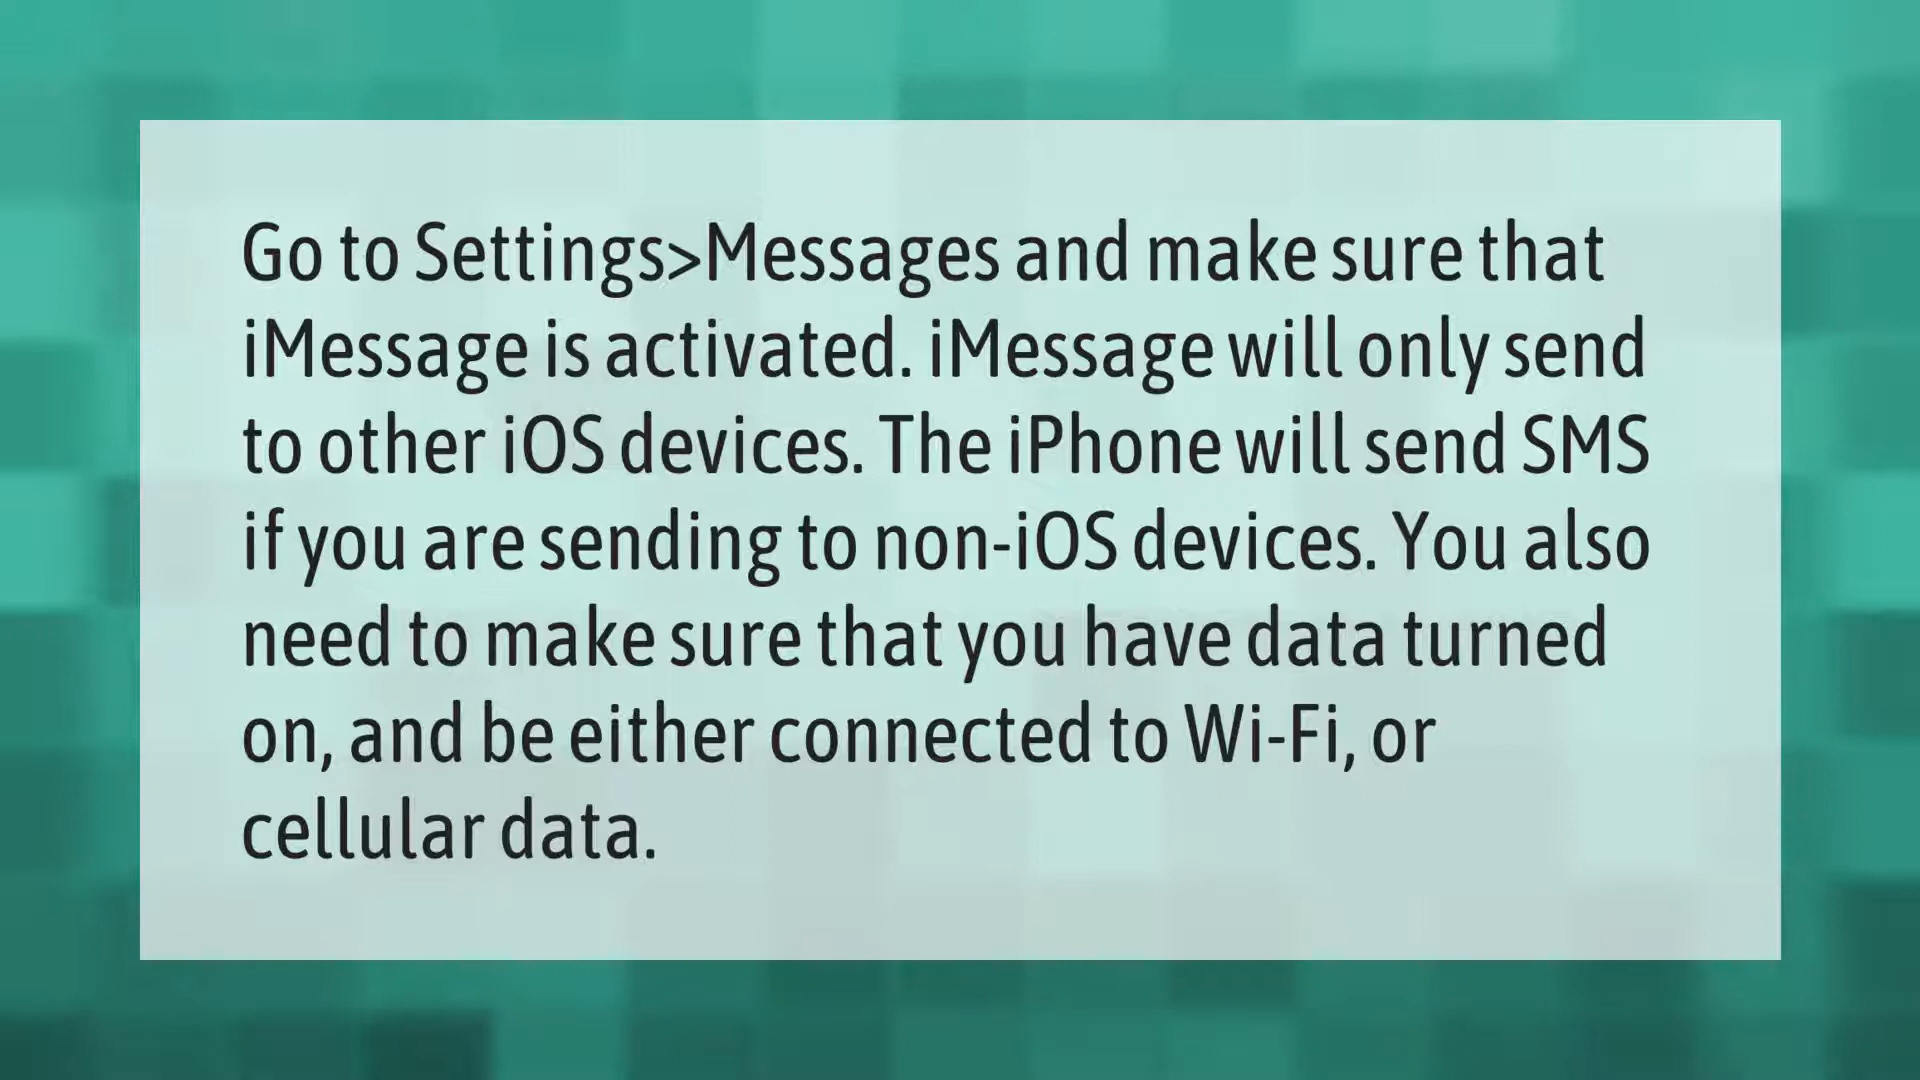 Go to Settings>Messages and make sure that
iMessage is activated. iMessage will only send
to other iOS devices. The iPhone will send SMS
if you are sending to non-iOS devices. You also
need to make sure that you have data turned
on, and be either connected to Wi-Fi, or
cellular data.